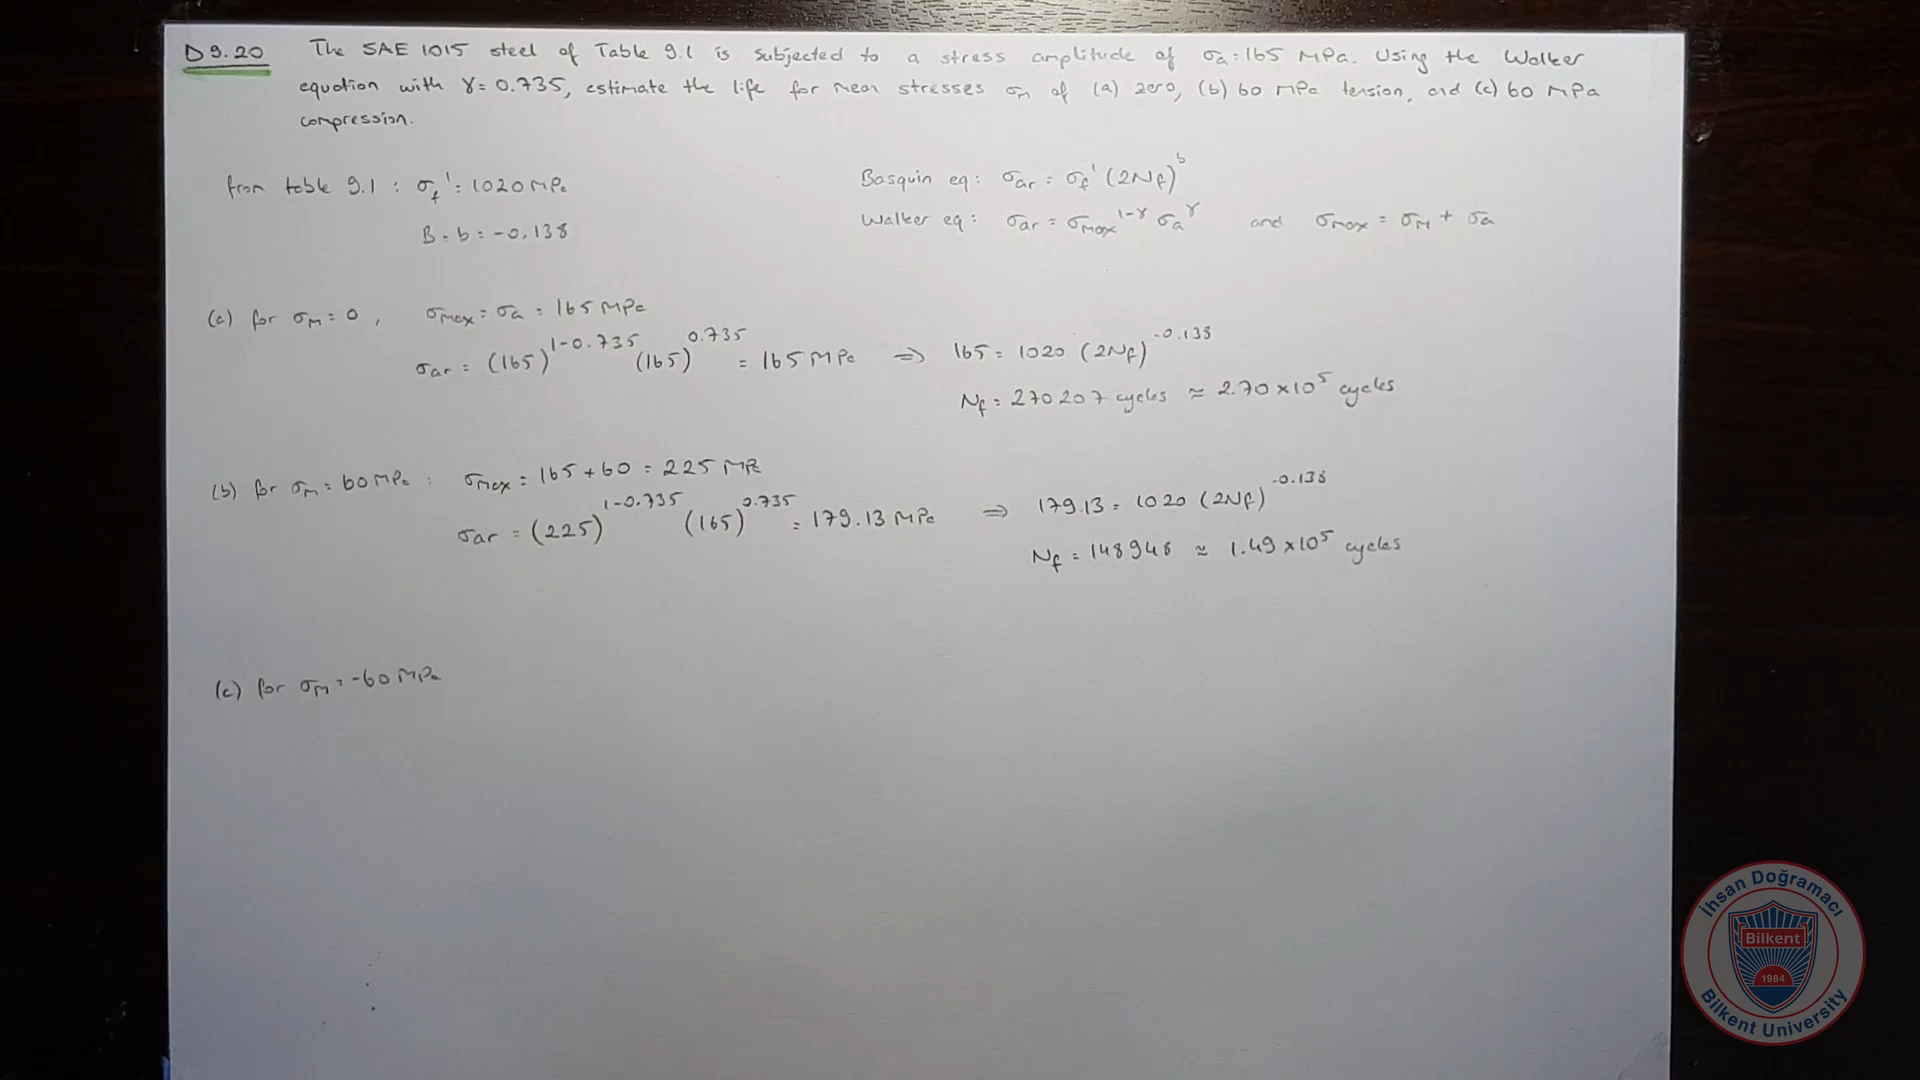 D 9.20 The SAE 1015 steel of Table 9.1 is subjected to a stress amplitude of σa = 165 MPa. Using the Walker
equation with γ = 0.735, estimate the life for mean stresses σm of (a) zero, (b) 60 MPa tension, and (c) 60 MPa
compression.
from table 9.1 : σf' = 1020 MPa
B = b = -0.138
Basquin eq: σar = σf' (2Nf)^b
Walker eq: σar = σmax^1-γ σa^γ and σmax = σM + σa
(a) for σM = 0 , σmax = σa = 165 MPa
σar = (165)^1-0.735 (165)^0.735 = 165 MPa ⇒ 165 = 1020 (2Nf)^-0.138
Nf = 270207 cycles ≈ 2.70 x 10^5 cycles
(b) for σM = 60 MPa : σmax = 165 + 60 = 225 MPa
σar = (225)^1-0.735 (165)^0.735 = 179.13 MPa ⇒ 179.13 = 1020 (2Nf)^-0.138
Nf = 148948 ≈ 1.49 x 10^5 cycles
(c) for σM = -60 MPa
İhsan Doğramacı
Bilkent
1984
Bilkent University